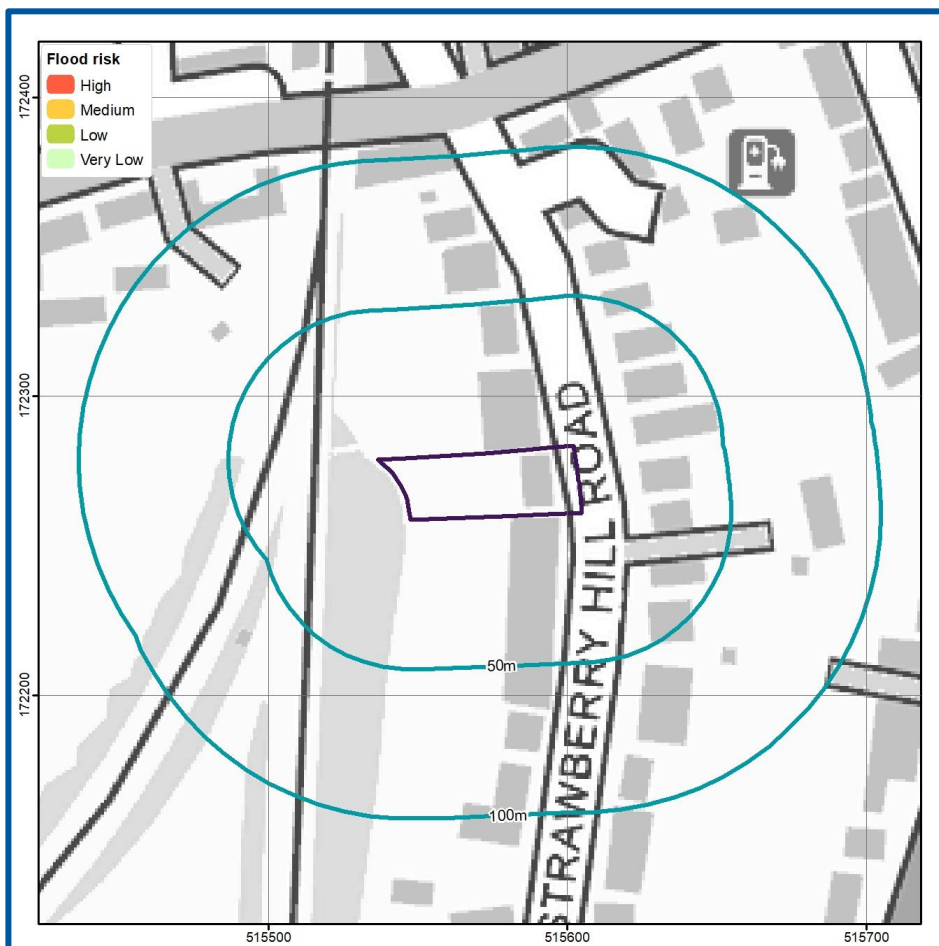 Flood risk
High
Medium
Low
Very Low
172400
172300
172200
STRAWBERRY HILL ROAD
50m
100m
515500
515600
515700